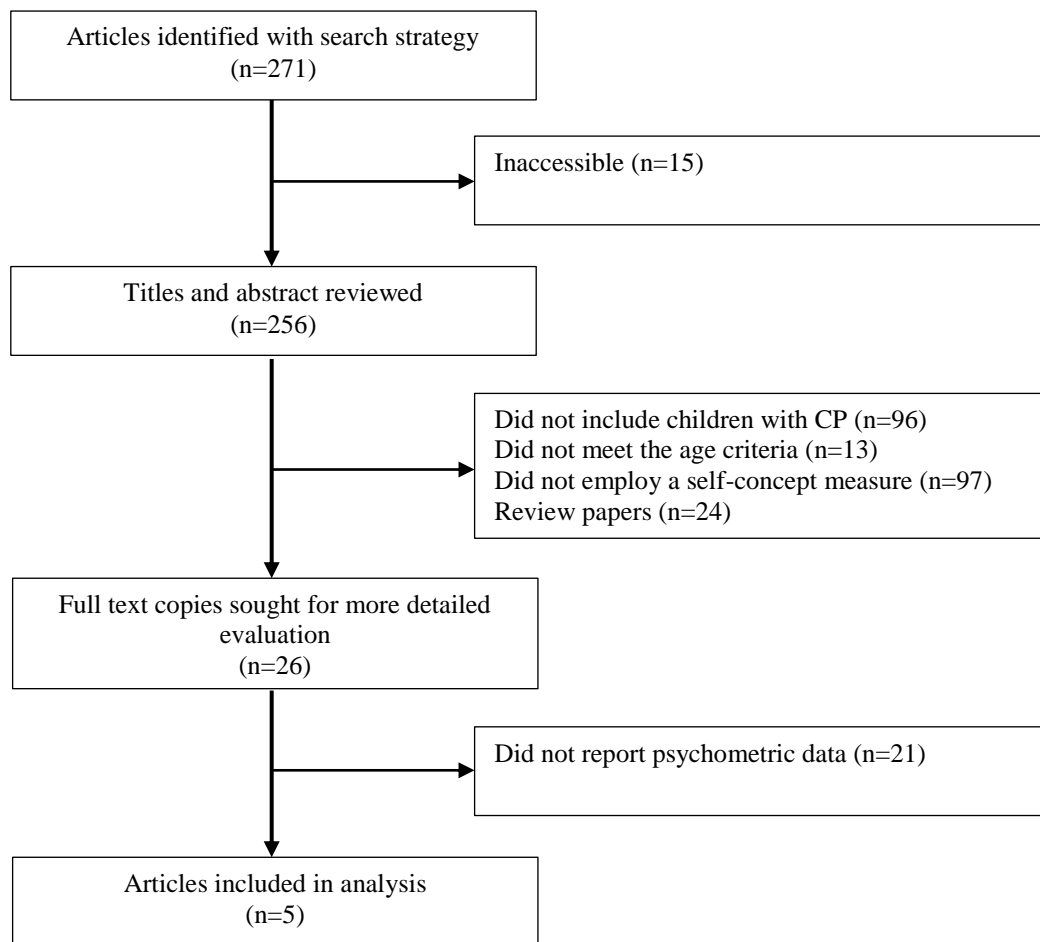 Articles identified with search strategy
(n=271)
Inaccessible (n=15)
Titles and abstract reviewed
(n=256)
Did not include children with CP (n=96)
Did not meet the age criteria (n=13)
Did not employ a self-concept measure (n=97)
Review papers (n=24)
Full text copies sought for more detailed
evaluation
(n=26)
Did not report psychometric data (n=21)
Articles included in analysis
(n=5)